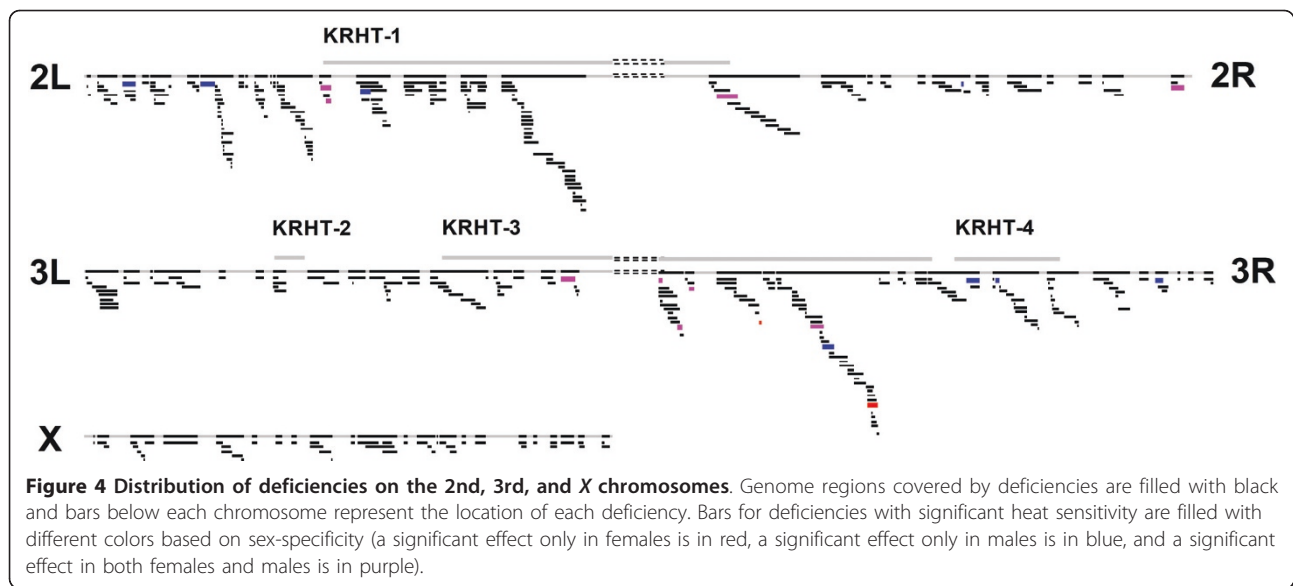 KRHT-1
2L 2R
KRHT-2 KRHT-3 KRHT-4
3L 3R
X
Figure 4 Distribution of deficiencies on the 2nd, 3rd, and X chromosomes. Genome regions covered by deficiencies are filled with black
and bars below each chromosome represent the location of each deficiency. Bars for deficiencies with significant heat sensitivity are filled with
different colors based on sex-specificity (a significant effect only in females is in red, a significant effect only in males is in blue, and a significant
effect in both females and males is in purple).